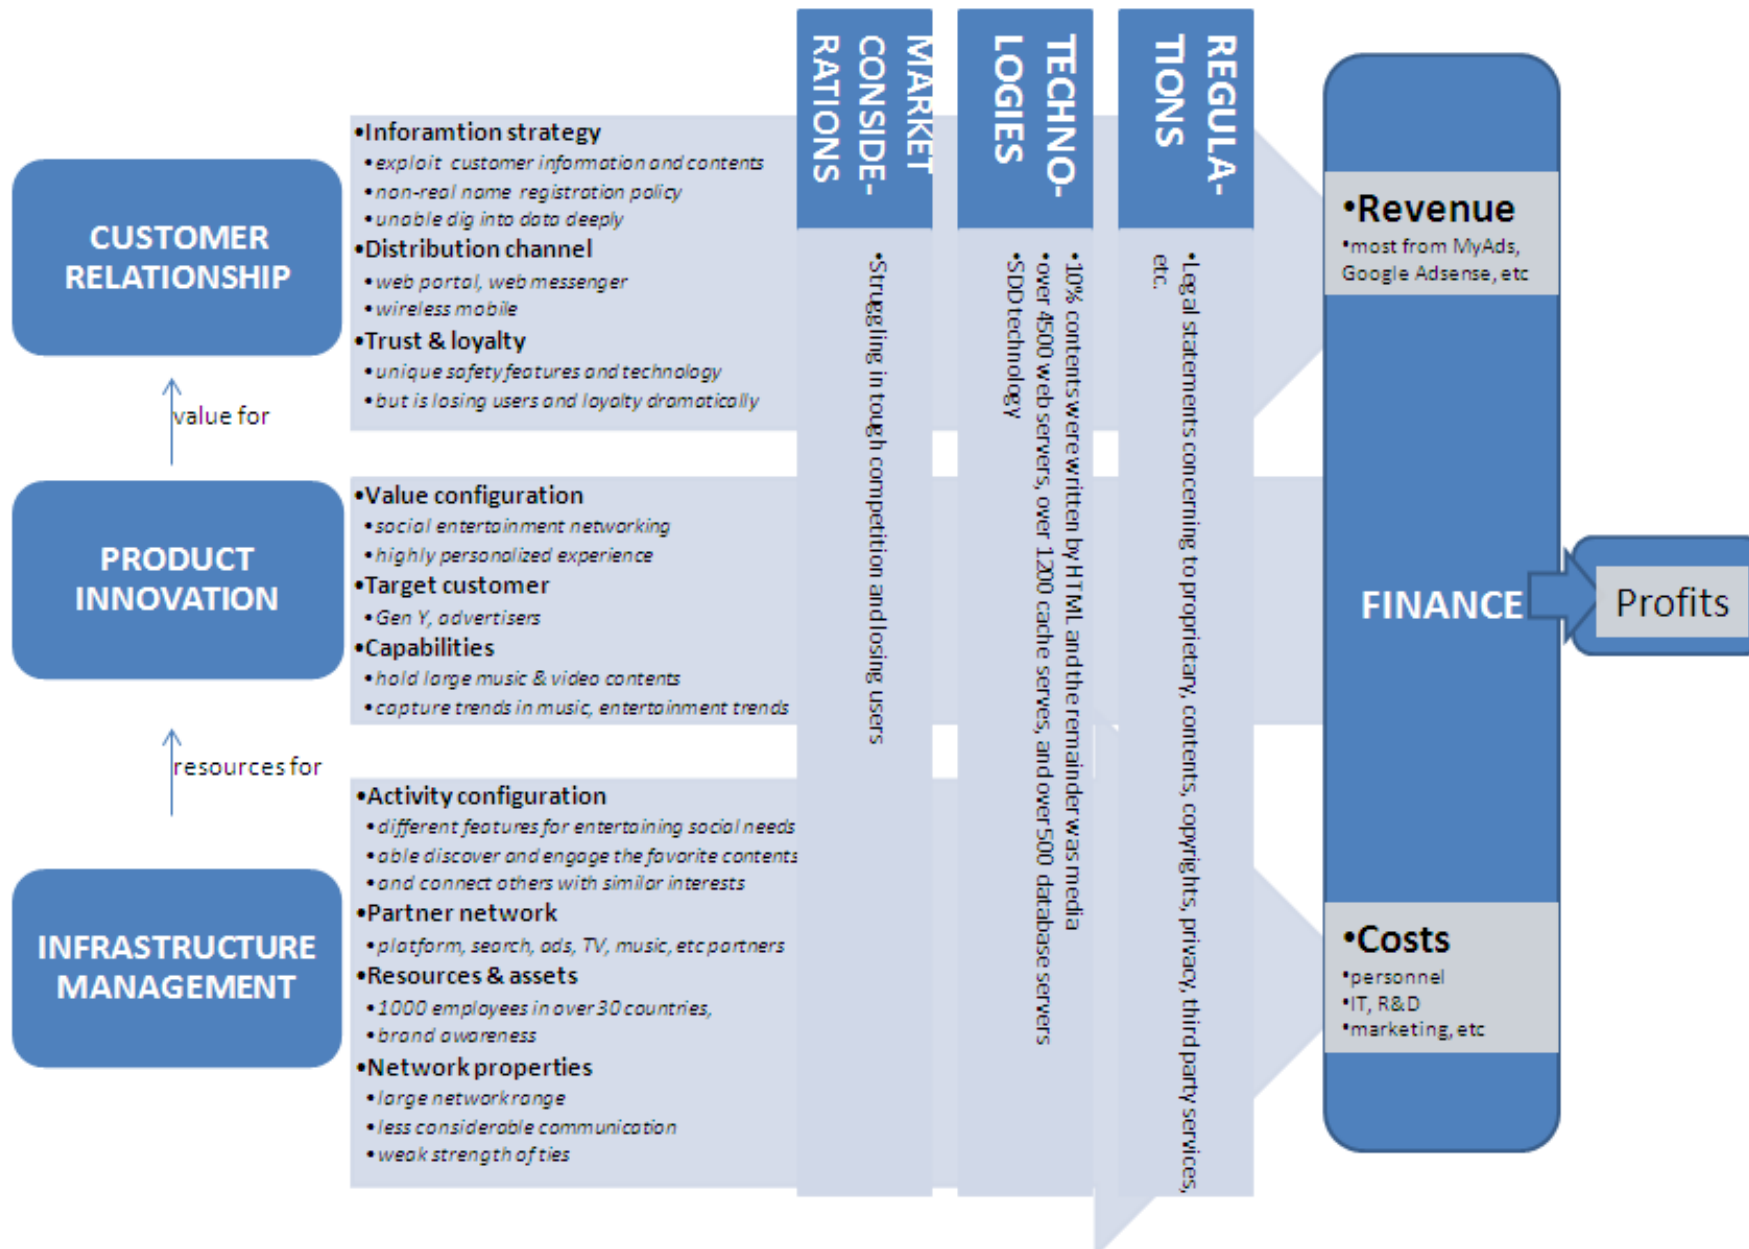 CUSTOMER
RELATIONSHIP
value for
PRODUCT
INNOVATION
resources for
INFRASTRUCTURE
MANAGEMENT
•Inforamtion strategy
•exploit customer information and contents
•non-real name registration policy
•unable dig into data deeply
•Distribution channel
•web portal, web messenger
•wireless mobile
•Trust & loyalty
•unique safety features and technology
•but is losing users and loyalty dramatically
•Value configuration
•social entertainment networking
•highly personalized experience
•Target customer
•Gen Y, advertisers
•Capabilities
•hold large music & video contents
•capture trends in music, entertainment trends
•Activity configuration
•different features for entertaining social needs
•able discover and engage the favorite contents
•and connect others with similar interests
•Partner network
•platform, search, ads, TV, music, etc partners
•Resources & assets
•1000 employees in over 30 countries,
•brand awareness
•Network properties
•large network range
•less considerable communication
•weak strength of ties
MARKET
CONSIDE-
RATIONS
•Struggling in tough competition and losing users
TECHNO-
LOGIES
•10% contents were written by HTML and the remainder was media
•over 4500 web servers, over 1200 cache serves, and over 500 database servers
•SDD technology
REGULA-
TIONS
•Legal statements concerning to proprietary, contents, copyrights, privacy, third party services,
etc.
•Revenue
•most from MyAds,
Google Adsense, etc
FINANCE
•Costs
•personnel
•IT, R&D
•marketing, etc
Profits